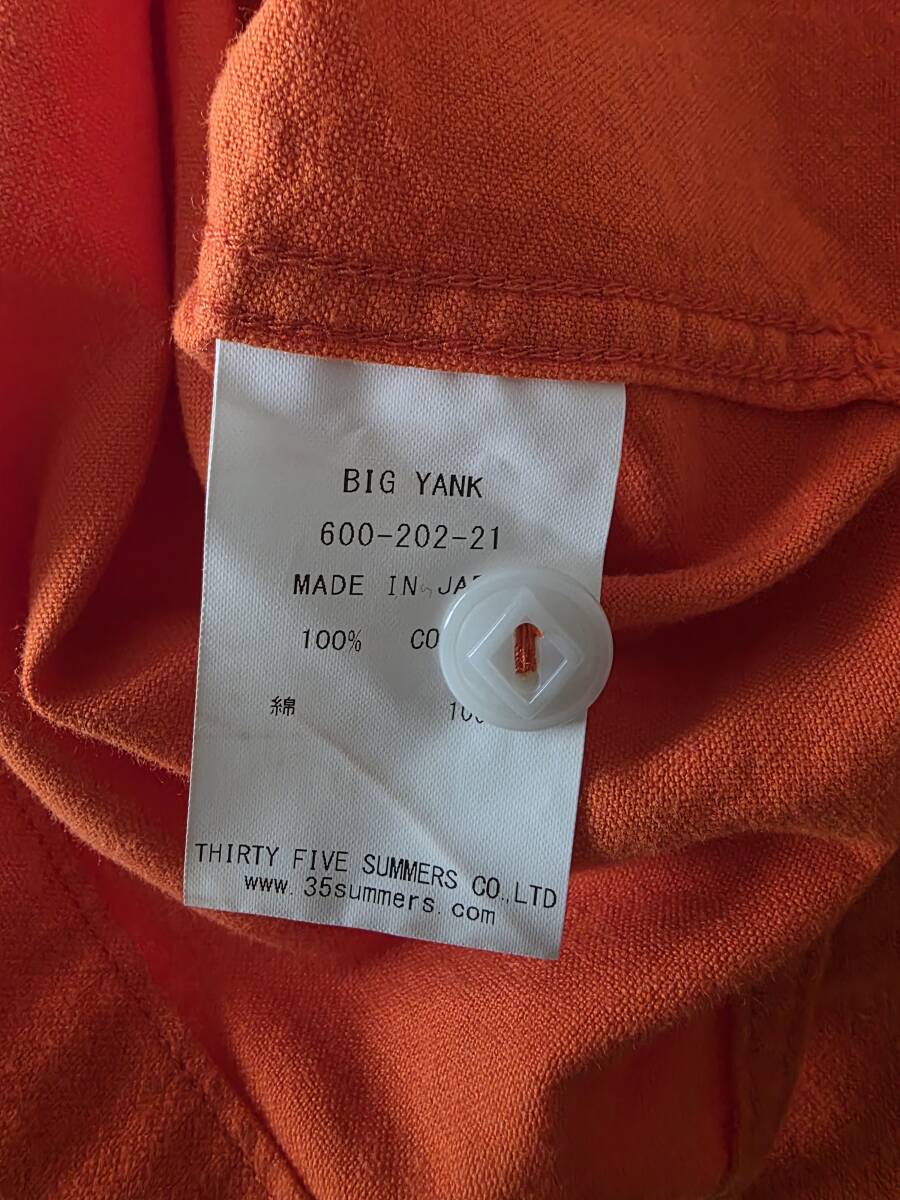 BIG YANK
600-202-21
MADE IN
100%
綿
THIRTY FIVE SUMMERS CO.,LTD
www.35summers.com